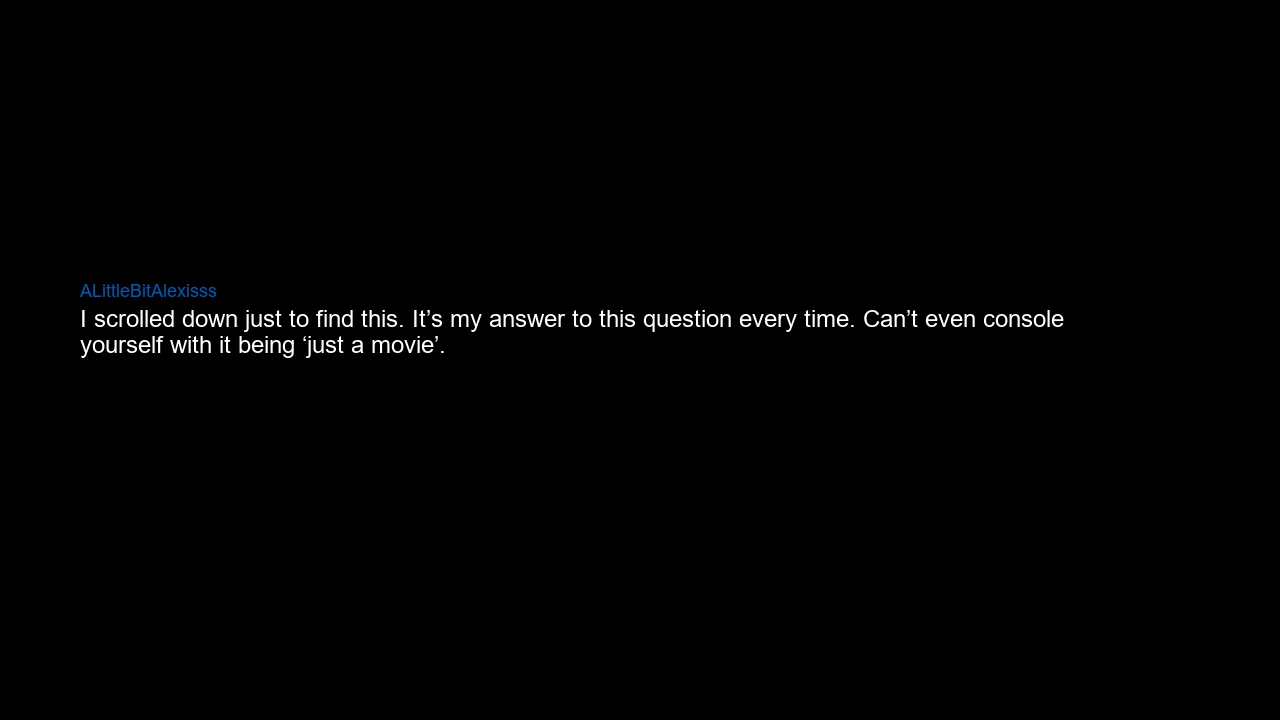 ALittleBitAlexisss
I scrolled down just to find this. It’s my answer to this question every time. Can’t even console
yourself with it being ‘just a movie’.